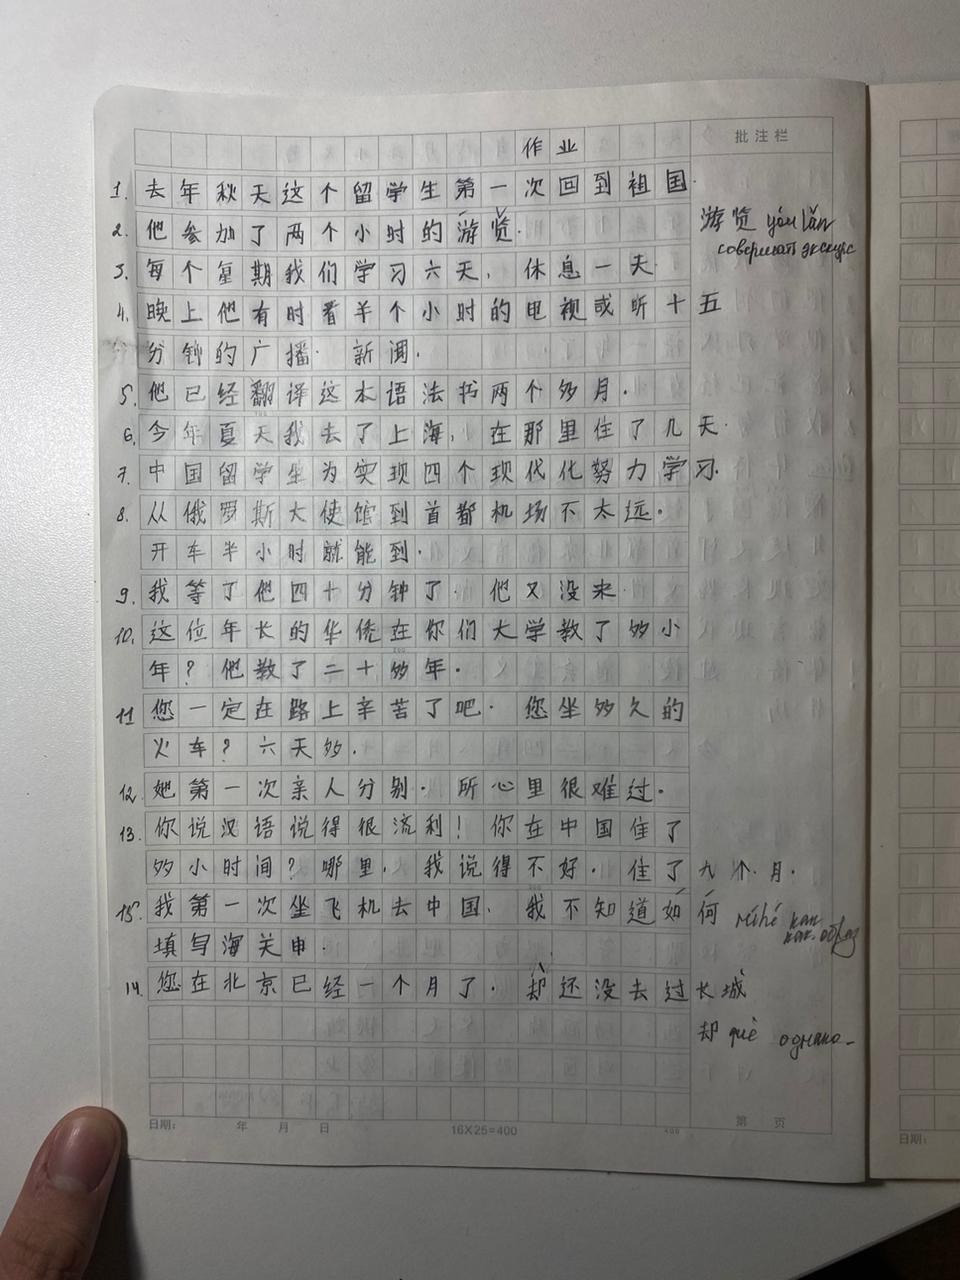 作业
批注栏
1. 去年秋天这个留学生第一次回到祖国.
2. 他参加了两个小时的游览.
游览 yóu lǎn
совершать экскурс
3. 每个星期我们学习六天, 休息一天.
4. 晚上他有时看半个小时的电视或听十五
分钟的广播. 新闻.
5. 他已经翻译这本语法书两个多月.
6. 今年夏天我去了上海, 在那里住了几天.
7. 中国留学生为实现四个现代化努力学习.
8. 从俄罗斯大使馆到首都机场不太远.
开车半小时就能到.
9. 我等了他四十分钟了. 他又没来.
10. 这位年长的华侨在你们大学教了多少
年? 他教了二十多年.
11 您一定在路上辛苦了吧. 您坐多久的
火车? 六天多.
12. 她第一次亲人分别. 所心里很难过.
13. 你说汉语说得很流利! 你在中国住了
多小时间? 哪里, 我说得不好. 住了九个月.
15. 我第一次坐飞机去中国, 我不知道如何
填写海关申.
14. 您在北京已经一个月了. 却还没去过长城
却 què однако
日期: 年 月 日
16X25=400
第 页
日期: